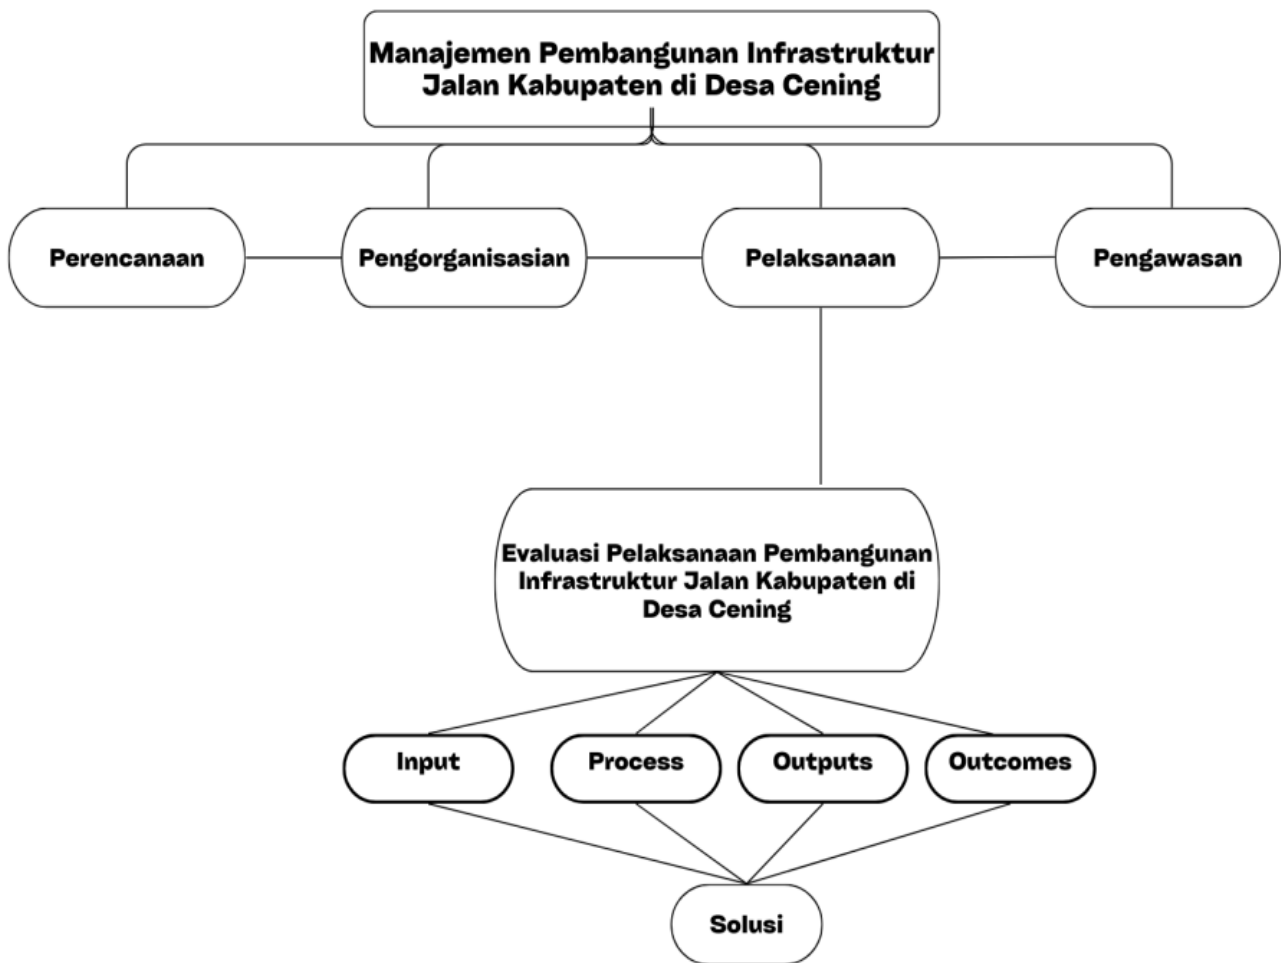 Manajemen Pembangunan Infrastruktur
Jalan Kabupaten di Desa Cening
Perencanaan
Pengorganisasian
Pelaksanaan
Pengawasan
Evaluasi Pelaksanaan Pembangunan
Infrastruktur Jalan Kabupaten di
Desa Cening
Input
Process
Outputs
Outcomes
Solusi